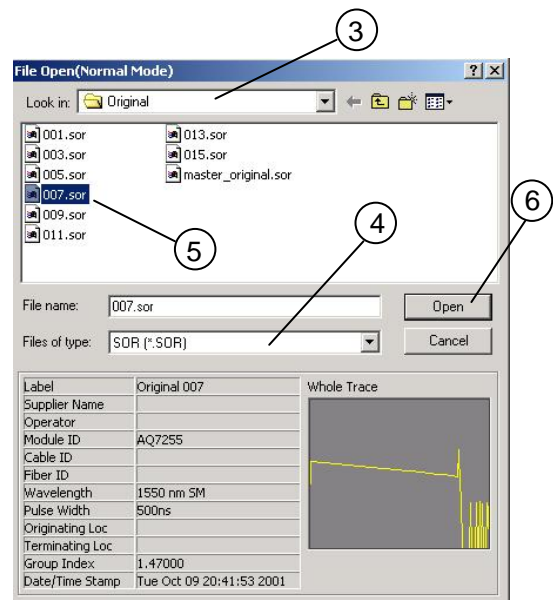 3
File Open(Normal Mode)
? X
Look in: Original
001.sor 013.sor
003.sor 015.sor
005.sor master_original.sor
007.sor
009.sor
011.sor
5
4
6
File name: 007.sor Open
Files of type: SOR (*.SOR) Cancel
Label Original 007 Whole Trace
Supplier Name
Operator
Module ID AQ7255
Cable ID
Fiber ID
Wavelength 1550 nm SM
Pulse Width 500ns
Originating Loc
Terminating Loc
Group Index 1.47000
Date/Time Stamp Tue Oct 09 20:41:53 2001